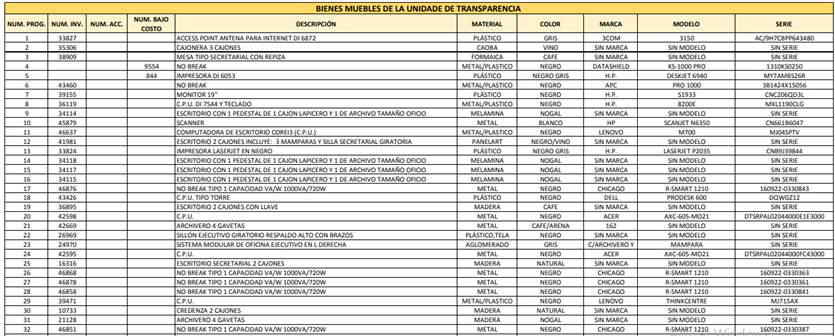 BIENES MUEBLES DE LA UNIDADE DE TRANSPARENCIA
NUM. PROG. NUM. INV. NUM. ACC. NUM. BAJO COSTO DESCRIPCIÓN MATERIAL COLOR MARCA MODELO SERIE
1 33827 ACCESS POINT ANTENA PARA INTERNET DI 6872 PLÁSTICO GRIS 3COM 3150 AC/9H7CBPP643480
2 35306 CAJONERA 3 CAJONES CAOBA VINO SIN MARCA SIN MODELO SIN SERIE
3 38909 MESA TIPO SECRETARIAL CON REPIZA FORMAICA CAFE SIN MARCA SIN MODELO SIN SERIE
4 9554 NO BREAK METAL/PLASTICO NEGRO DATASHIELD KS-1000 PRO 1310KS0250
5 844 IMPRESORA DI 6053 PLÁSTICO NEGRO GRIS H.P. DESKJET 6940 MY7AMBS26R
6 43460 NO BREAK METAL/PLASTICO NEGRO APC PRO 1000 3B1424X15056
7 39155 MONITOR 19" PLÁSTICO NEGRO H.P. S1933 CNC206QD3L
8 36119 C.P.U. DI 7544 Y TECLADO METAL/PLASTICO NEGRO H.P. 8200E MXL1190CLG
9 34114 ESCRITORIO CON 1 PEDESTAL DE 1 CAJON LAPICERO Y 1 DE ARCHIVO TAMAÑO OFICIO MELAMINA NOGAL SIN MARCA SIN MODELO SIN SERIE
10 45879 SCANNER METAL BLANCO HP SCANJET N6350 CN661B6047
11 46637 COMPUTADORA DE ESCRITORIO COREI3 (C.P.U.) METAL/PLASTICO NEGRO LENOVO M700 MJ04SPTV
12 41981 ESCRITORIO 2 CAJONES INCLUYE: 3 MAMPARAS Y SILLA SECRETARIAL GIRATORIA PANELART NEGRO/VINO SIN MARCA SIN MODELO SIN SERIE
13 33824 IMPRESORA LASERJET EN NEGRO PLÁSTICO NEGRO GRIS H.P. LASERJET P2035 CNB9J39844
14 34118 ESCRITORIO CON 1 PEDESTAL DE 1 CAJON LAPICERO Y 1 DE ARCHIVO TAMAÑO OFICIO MELAMINA NOGAL SIN MARCA SIN MODELO SIN SERIE
15 34117 ESCRITORIO CON 1 PEDESTAL DE 1 CAJON LAPICERO Y 1 DE ARCHIVO TAMAÑO OFICIO MELAMINA NOGAL SIN MARCA SIN MODELO SIN SERIE
16 34115 ESCRITORIO CON 1 PEDESTAL DE 1 CAJON LAPICERO Y 1 DE ARCHIVO TAMAÑO OFICIO MELAMINA NOGAL SIN MARCA SIN MODELO SIN SERIE
17 46876 NO BREAK TIPO 1 CAPACIDAD VA/W 1000VA/720W METAL NEGRO CHICAGO R-SMART 1210 160922-0330843
18 43426 C.P.U. TIPO TORRE PLÁSTICO NEGRO DELL PRODESK 600 DQWGZ12
19 36895 ESCRITORIO 2 CAJONES CON LLAVE MADERA CAFE SIN MARCA SIN MODELO SIN SERIE
20 42598 C.P.U. METAL NEGRO ACER AXC-605-MO21 DTSRPAL02044000E1E3000
21 42669 ARCHIVERO 4 GAVETAS METAL CAFE/ARENA 162 SIN MODELO SIN SERIE
22 26969 SILLON EJECUTIVO GIRATORIO RESPALDO ALTO CON BRAZOS PLÁSTICO,TELA NEGRO SIN MARCA SIN MODELO SIN SERIE
23 24970 SISTEMA MODULAR DE OFICINA EJECUTIVO EN L DERECHA AGLOMERADO GRIS C/ARCHIVERO Y MAMPARA SIN SERIE
24 42595 C.P.U. METAL NEGRO ACER AXC-605-MO21 DTSRPAL02044000FC43000
25 16316 ESCRITORIO SECRETARIAL 2 CAJONES MADERA NATURAL SIN MARCA SIN MODELO SIN SERIE
26 46868 NO BREAK TIPO 1 CAPACIDAD VA/W 1000VA/720W METAL NEGRO CHICAGO R-SMART 1210 160922-0330363
27 46869 NO BREAK TIPO 1 CAPACIDAD VA/W 1000VA/720W METAL NEGRO CHICAGO R-SMART 1210 160922-0330358
28 46858 NO BREAK TIPO 1 CAPACIDAD VA/W 1000VA/720W METAL NEGRO CHICAGO R-SMART 1210 160922-0330841
29 39471 C.P.U. METAL/PLASTICO NEGRO LENOVO THINKCENTRE MJ715AX
30 10733 CREDENZA 2 CAJONES MADERA NATURAL SIN MARCA SIN MODELO SIN SERIE
31 21128 ARCHIVERO 4 GAVETAS MADERA NOGAL SIN MARCA SIN MODELO SIN SERIE
32 46851 NO BREAK TIPO 1 CAPACIDAD VA/W 1000VA/720W METAL NEGRO CHICAGO R-SMART 1210 160922-0330387